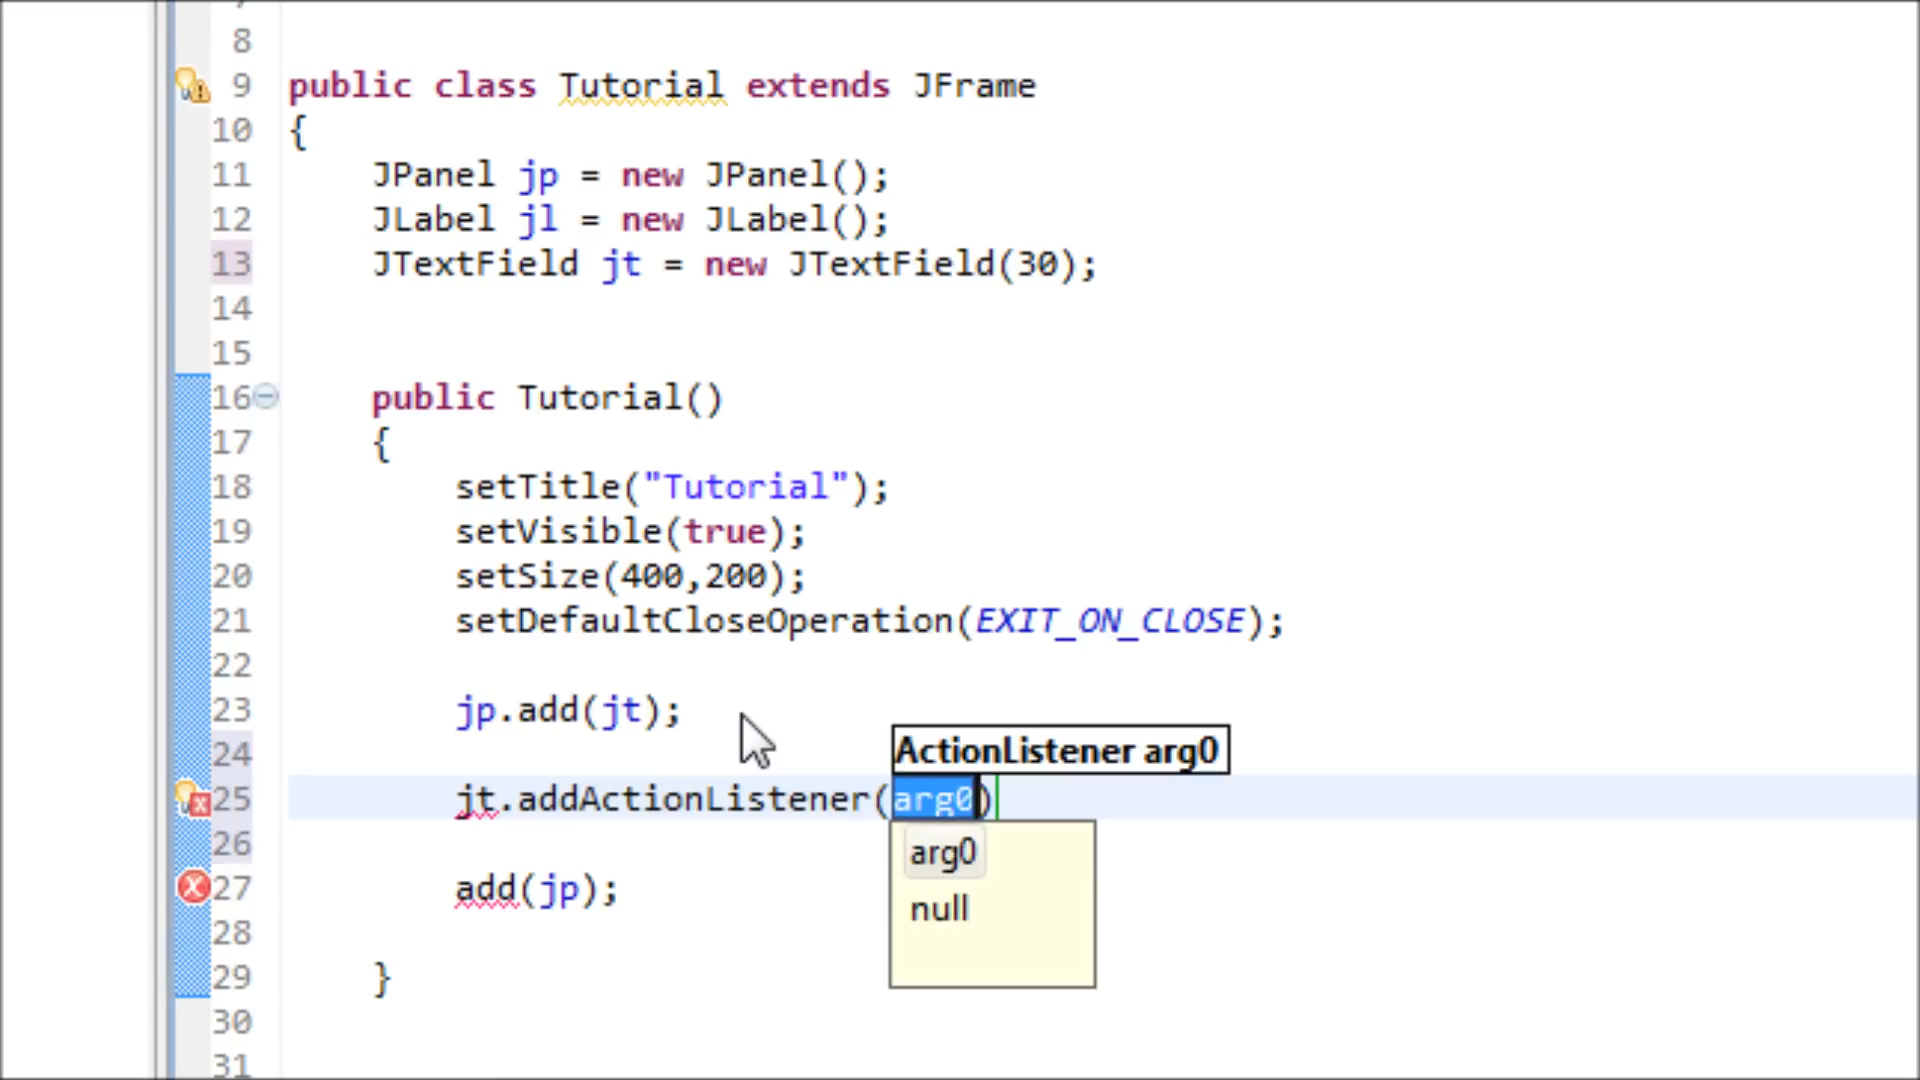 8
9 public class Tutorial extends JFrame
10 {
11 JPanel jp = new JPanel();
12 JLabel jl = new JLabel();
13 JTextField jt = new JTextField(30);
14
15
16 public Tutorial()
17 {
18 setTitle("Tutorial");
19 setVisible(true);
20 setSize(400,200);
21 setDefaultCloseOperation(EXIT_ON_CLOSE);
22
23 jp.add(jt);
24
ActionListener arg0
25 jt.addActionListener(arg0)
26
arg0
27 add(jp);
null
28
29 }
30
31